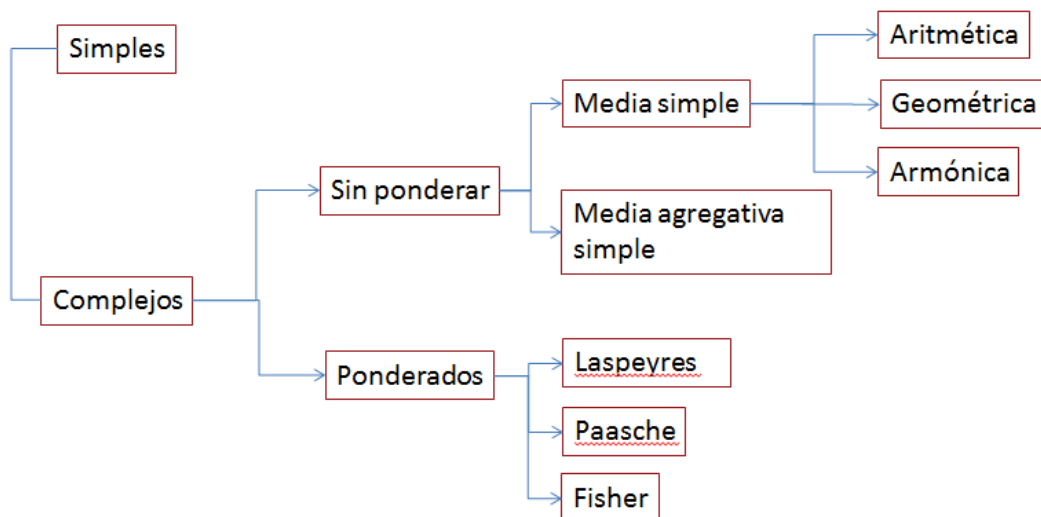 Simples
Aritmética
Media simple
Geométrica
Armónica
Sin ponderar
Media agregativa
simple
Complejos
Ponderados
Laspeyres
Paasche
Fisher